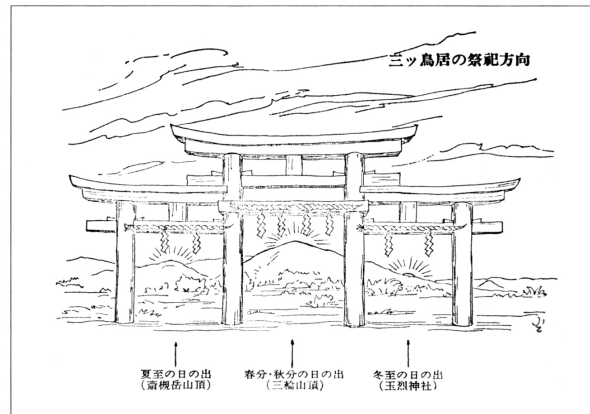 三ッ鳥居の祭祀方向
夏至の日の出
(斎槻岳山頂)
春分・秋分の日の出
(三輪山頂)
冬至の日の出
(玉烈神社)